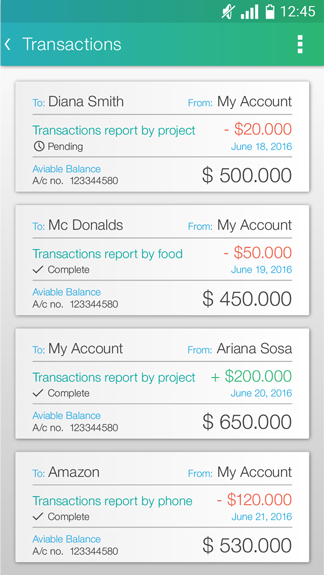 12:45
Transactions
To: Diana Smith From: My Account
Transactions report by project - $20.000
Pending June 18, 2016
Aviable Balance
A/c no. 123344580 $ 500.000
To: Mc Donalds From: My Account
Transactions report by food - $50.000
Complete June 19, 2016
Aviable Balance
A/c no. 123344580 $ 450.000
To: My Account From: Ariana Sosa
Transactions report by project + $200.000
Complete June 20, 2016
Aviable Balance
A/c no. 123344580 $ 650.000
To: Amazon From: My Account
Transactions report by phone - $120.000
Complete June 21, 2016
Aviable Balance
A/c no. 123344580 $ 530.000